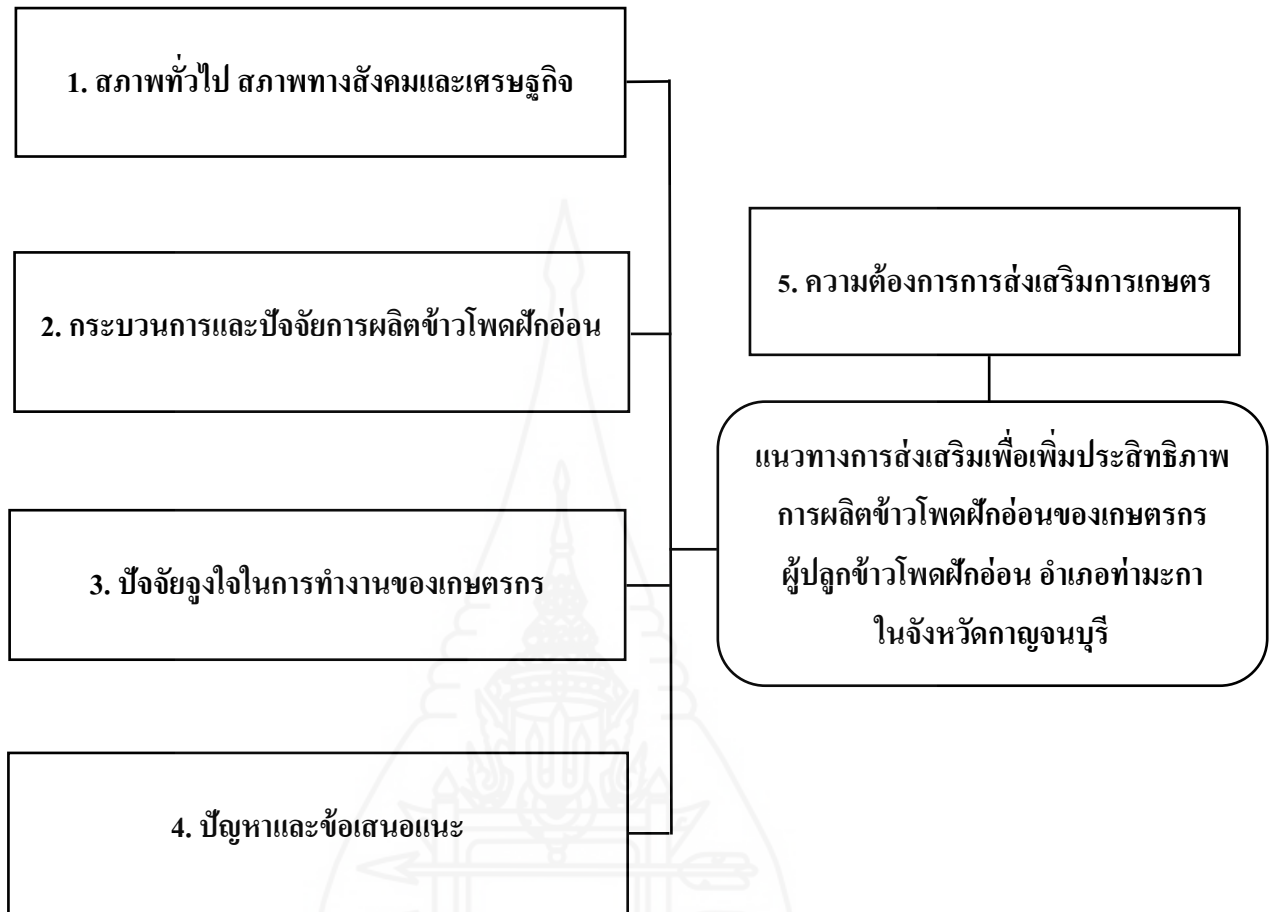 1. สภาพทั่วไป สภาพทางสังคมและเศรษฐกิจ
2. กระบวนการและปัจจัยการผลิตข้าวโพดฝักอ่อน
3. ปัจจัยจูงใจในการทำงานของเกษตรกร
4. ปัญหาและข้อเสนอแนะ
5. ความต้องการการส่งเสริมการเกษตร
แนวทางการส่งเสริมเพื่อเพิ่มประสิทธิภาพ
การผลิตข้าวโพดฝักอ่อนของเกษตรกร
ผู้ปลูกข้าวโพดฝักอ่อน อำเภอท่ามะกา
ในจังหวัดกาญจนบุรี